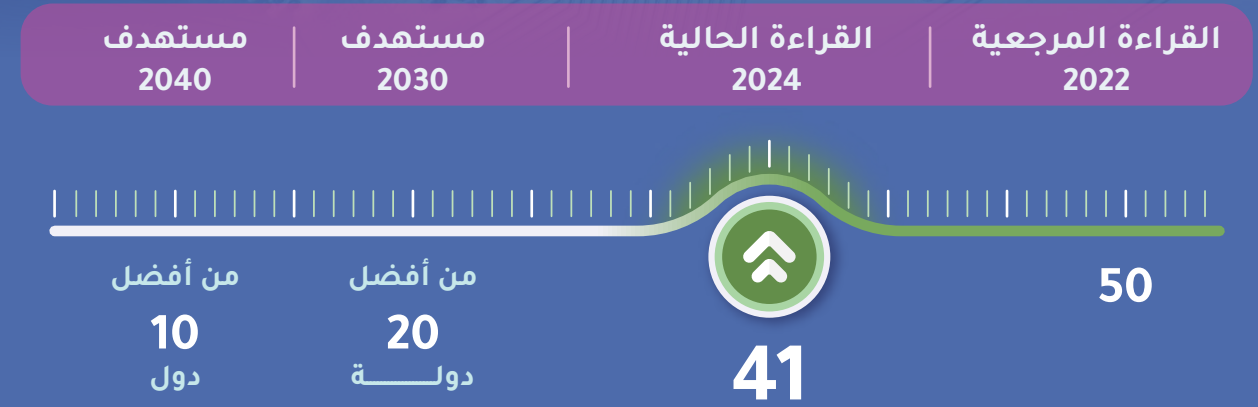 القراءة المرجعية
2022
القراءة الحالية
2024
مستهدف
2030
مستهدف
2040
50
41
من أفضل
20
دولـــــــة
من أفضل
10
دول